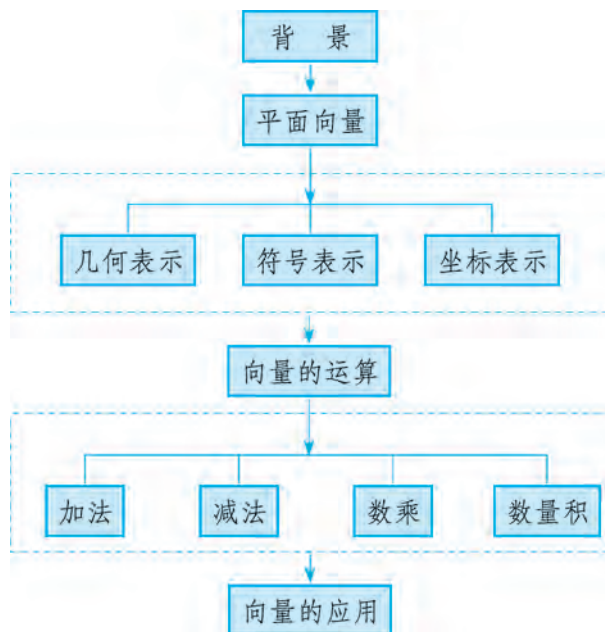 背景
平面向量
几何表示 符号表示 坐标表示
向量的运算
加法 减法 数乘 数量积
向量的应用